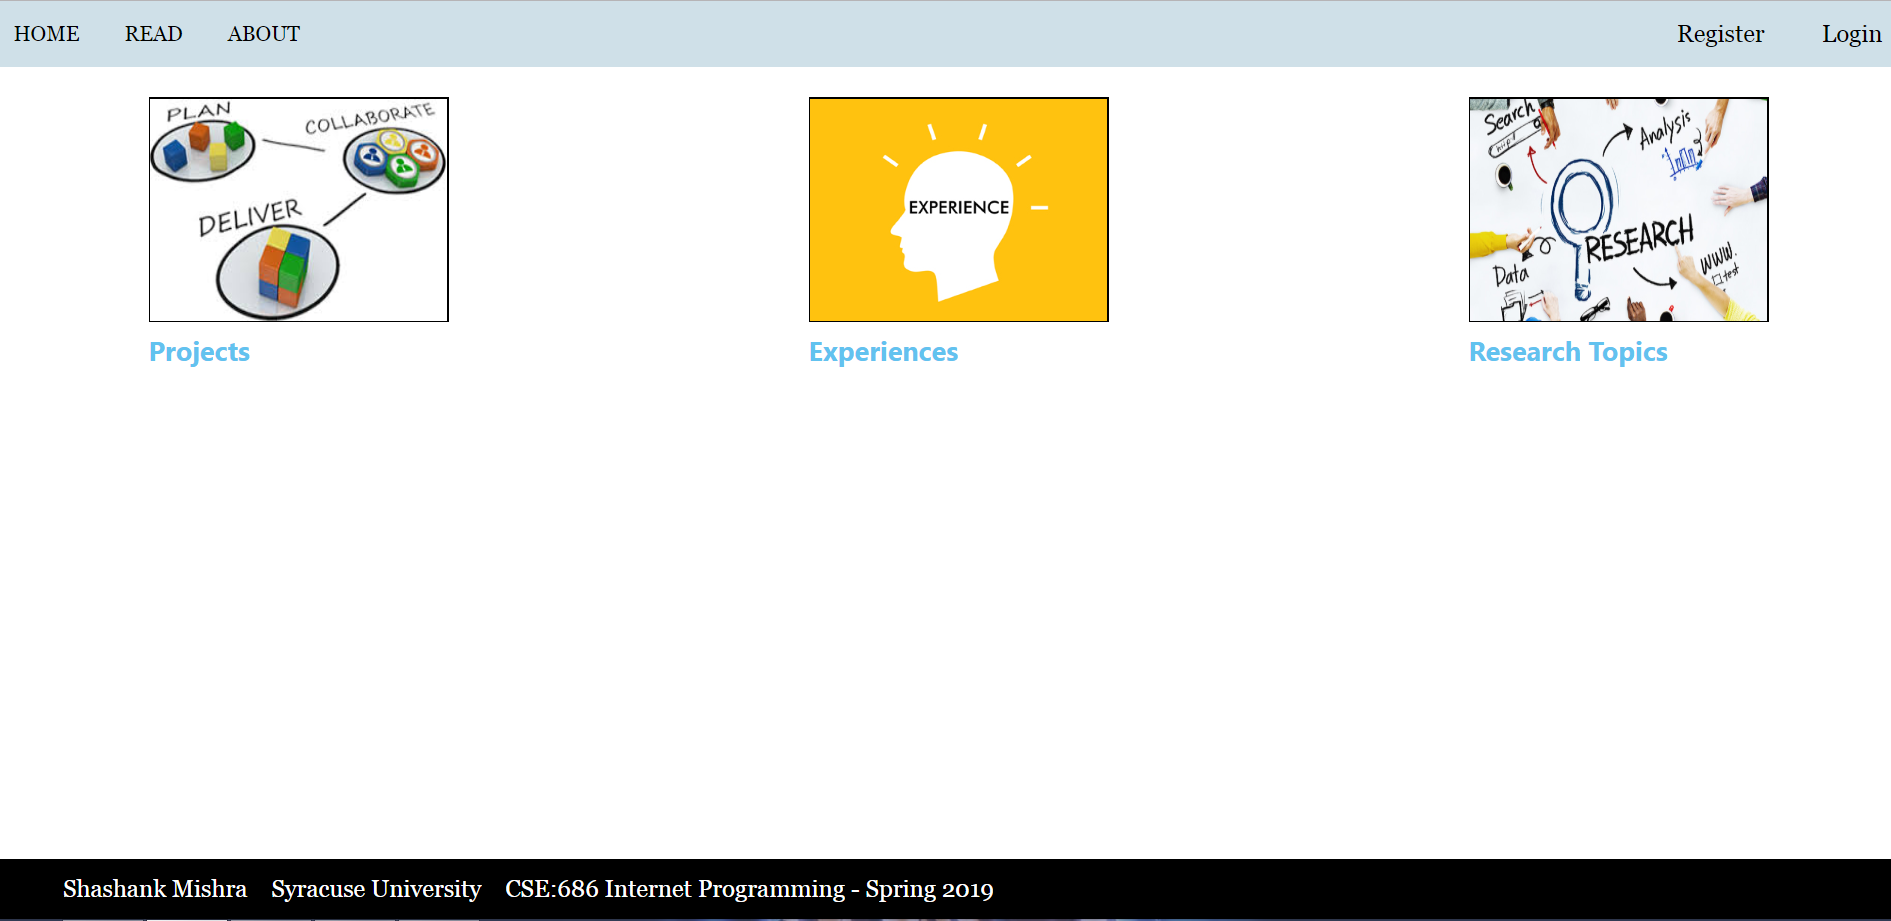 HOME READ ABOUT Register Login
PLAN
COLLABORATE
DELIVER
EXPERIENCE
Search
http://
Analysis
RESEARCH
Data
WWW.
test
Projects Experiences Research Topics
Shashank Mishra Syracuse University CSE:686 Internet Programming - Spring 2019